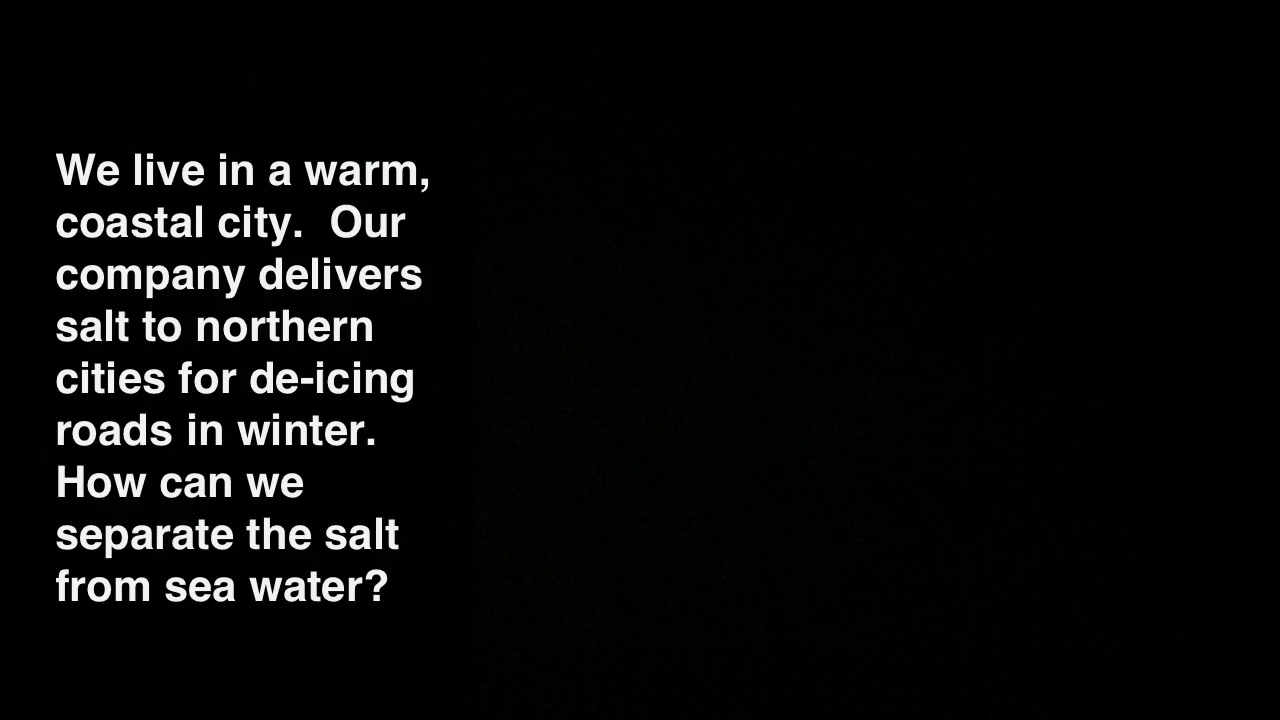 We live in a warm,
coastal city.  Our
company delivers
salt to northern
cities for de-icing
roads in winter.
How can we
separate the salt
from sea water?